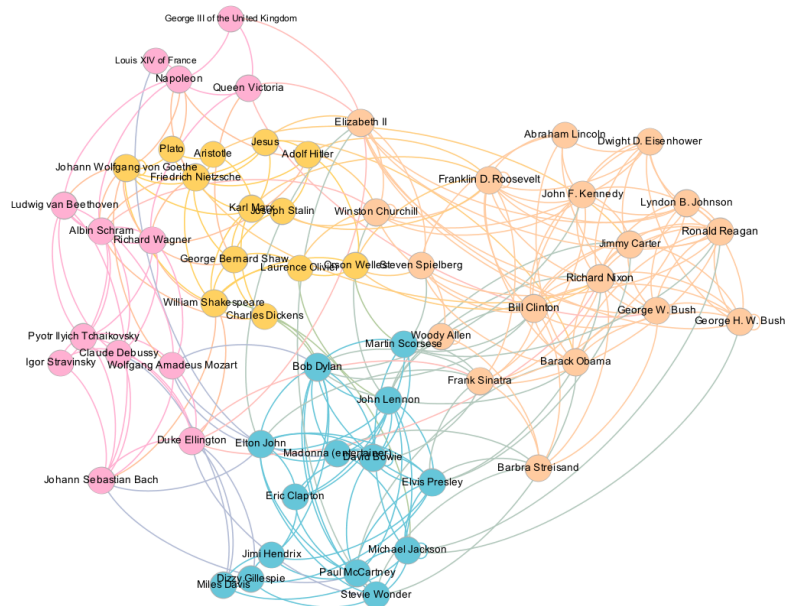 George III of the United Kingdom
Louis XIV of France
Napoleon
Queen Victoria
Elizabeth II
Abraham Lincoln
Dwight D. Eisenhower
Jesus
Plato
Aristotle
Adolf Hitler
Johann Wolfgang von Goethe
Friedrich Nietzsche
Franklin D. Roosevelt
John F. Kennedy
Lyndon B. Johnson
Ludwig van Beethoven
Karl Marx
Joseph Stalin
Winston Churchill
Albin Schram
Richard Wagner
Ronald Reagan
Jimmy Carter
George Bernard Shaw
Laurence Olivier
Orson Welles
Steven Spielberg
Richard Nixon
William Shakespeare
Charles Dickens
Bill Clinton
George W. Bush
George H. W. Bush
Pyotr Ilyich Tchaikovsky
Woody Allen
Martin Scorsese
Claude Debussy
Igor Stravinsky
Wolfgang Amadeus Mozart
Bob Dylan
Barack Obama
Frank Sinatra
John Lennon
Duke Ellington
Elton John
Madonna (entertainer)
David Bowie
Barbra Streisand
Johann Sebastian Bach
Elvis Presley
Eric Clapton
Jimi Hendrix
Michael Jackson
Dizzy Gillespie
Miles Davis
Paul McCartney
Stevie Wonder